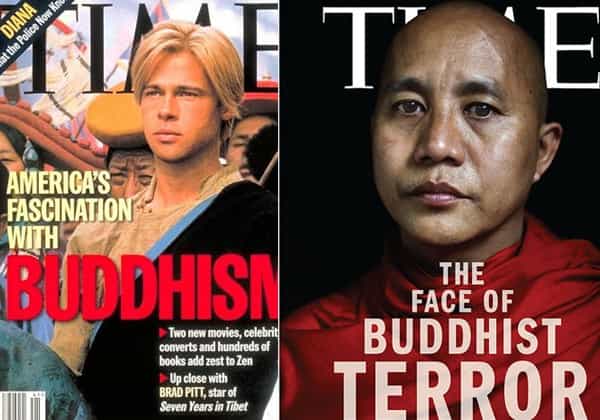 DIANA
TIME
AMERICA'S
FASCINATION
WITH
BUDDHISM
▶Two new movies, celebrit
converts and hundreds of
books add zest to Zen
▶Up close with
BRAD PITT, star of
Seven Years in Tibet
TIME
THE
FACE OF
BUDDHIST
TERROR